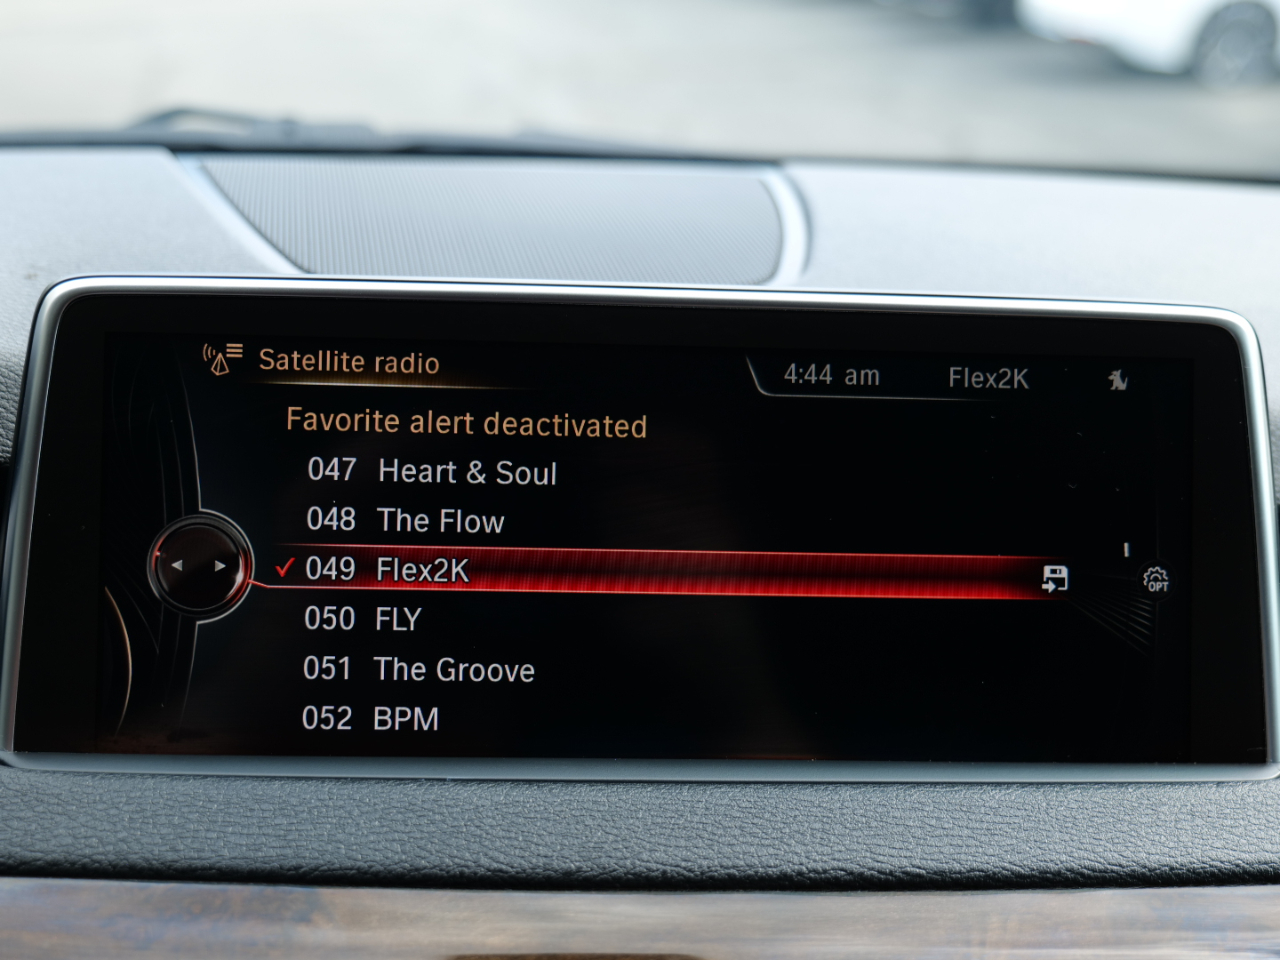 Satellite radio
4:44 am Flex2K
Favorite alert deactivated
047 Heart & Soul
048 The Flow
049 Flex2K
050 FLY
051 The Groove
052 BPM
OPT